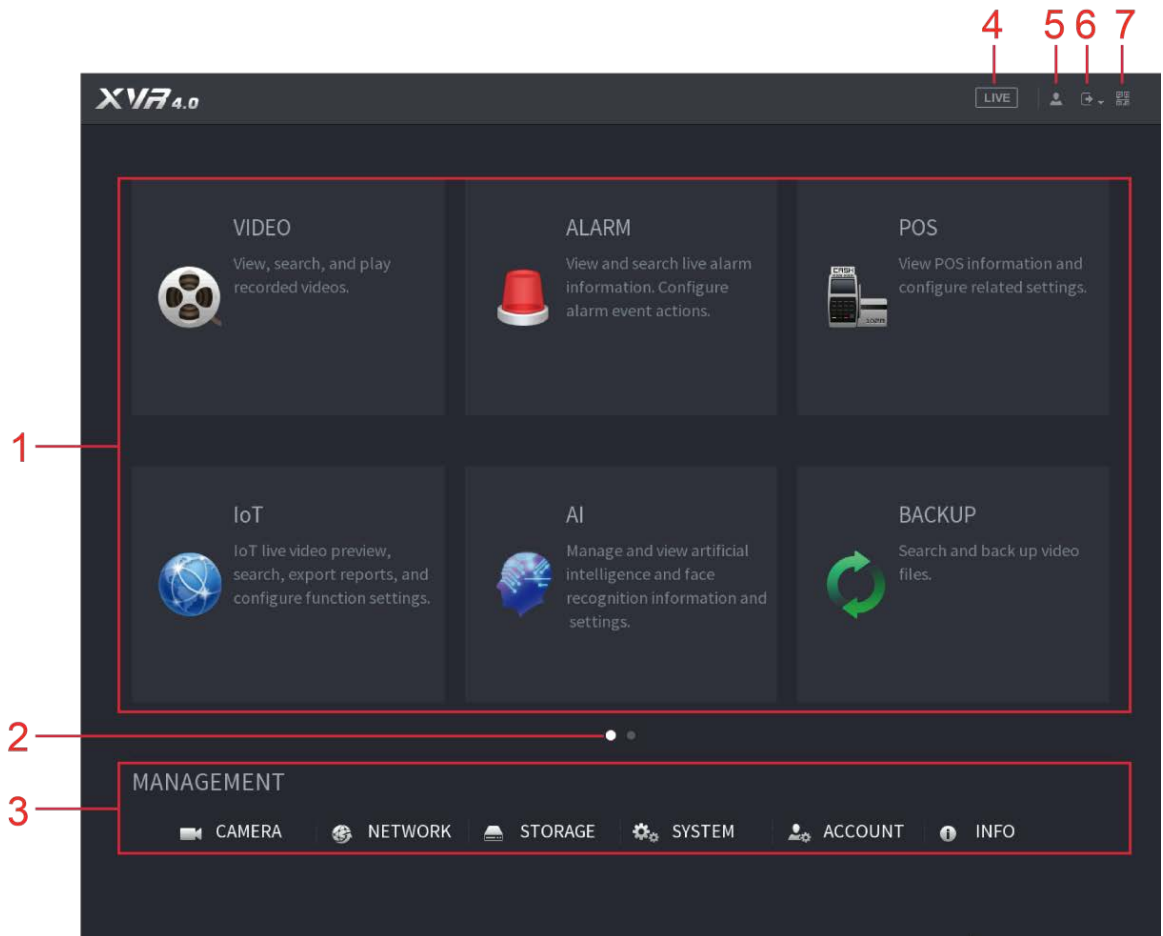 4 5 6 7
XVR 4.0
LIVE
VIDEO
View, search, and play
recorded videos.
ALARM
View and search live alarm
information. Configure
alarm event actions.
POS
View POS information and
configure related settings.
CASH
1
IoT
IoT live video preview,
search, export reports, and
configure function settings.
AI
Manage and view artificial
intelligence and face
recognition information and
settings.
BACKUP
Search and back up video
files.
2
3
MANAGEMENT
CAMERA NETWORK STORAGE SYSTEM ACCOUNT INFO